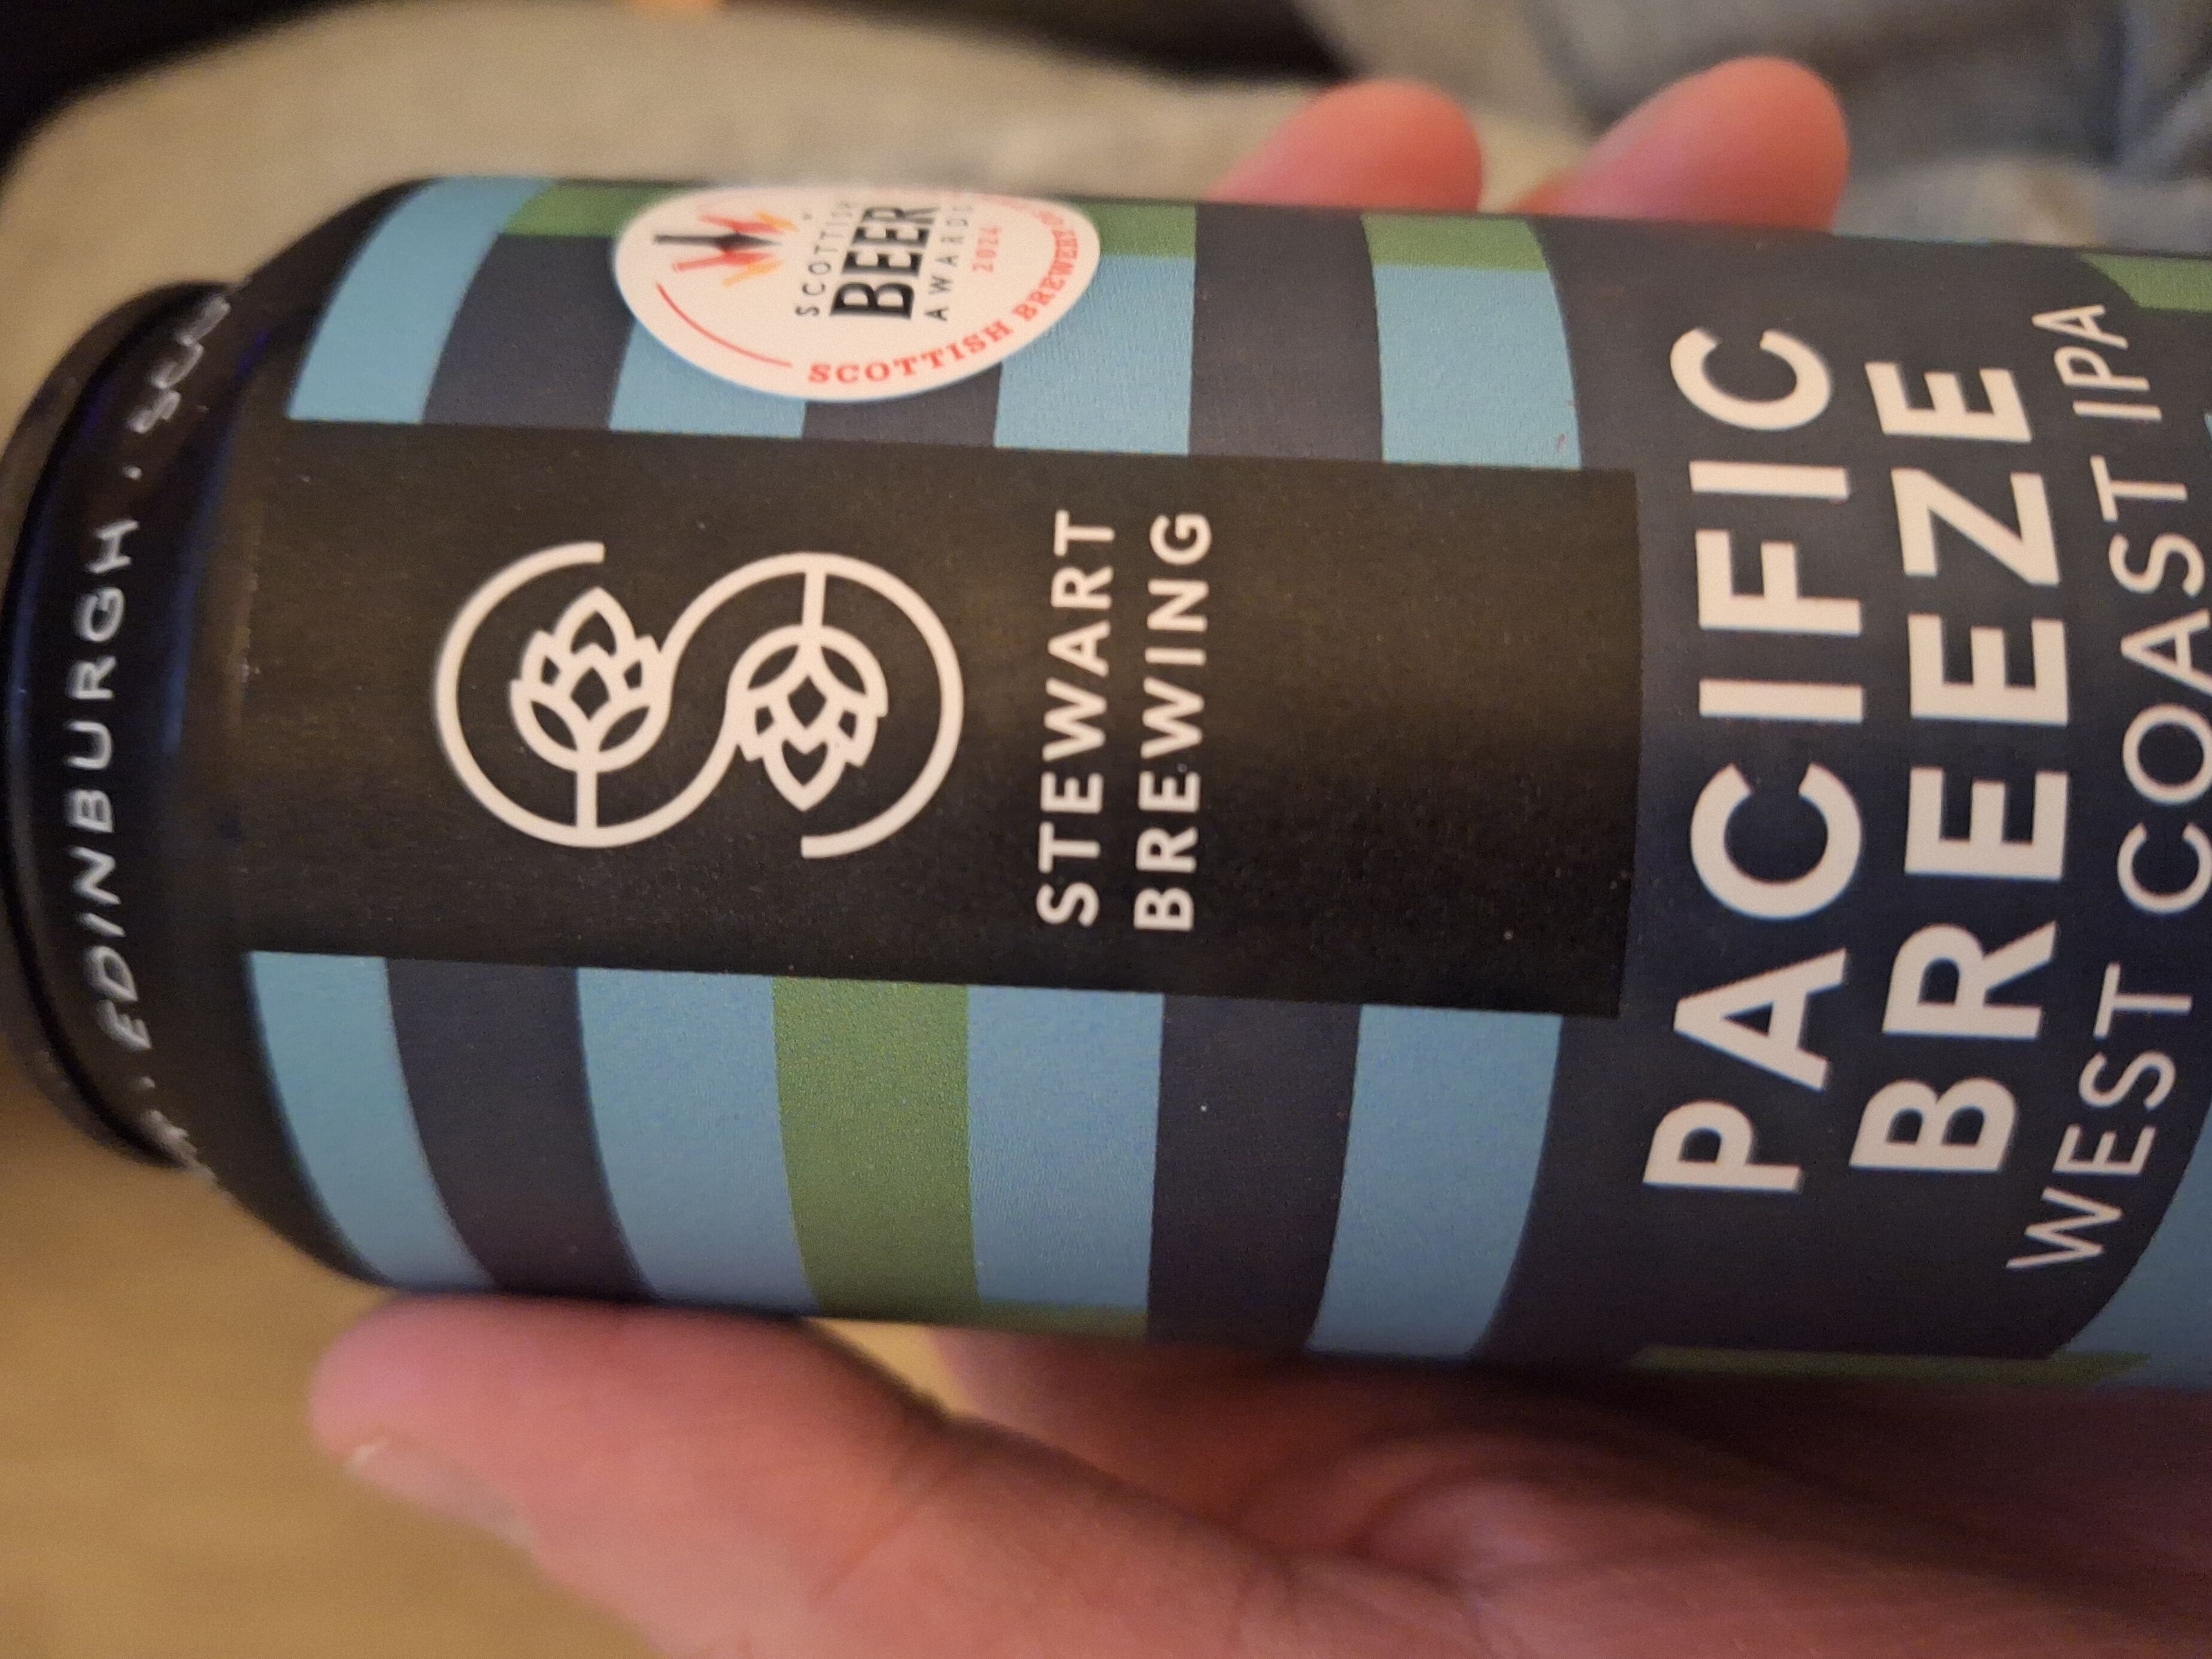 EDINBURGH
SCOTTISH
BEER
AWARDS
2024
SCOTTISH BREWERY
STEWART
BREWING
PACIFIC
BREEZE
WEST COAST IPA